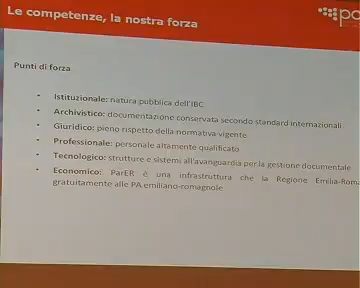 Le competenze, la nostra forza
Punti di forza
• Istituzionale: natura pubblica dell'IBC
• Archivistico: documentazione conservata secondo standard internazionali
• Giuridico: pieno rispetto della normativa vigente
• Professionale: personale altamente qualificato
• Tecnologico: strutture e sistemi all'avanguardia per la gestione documentale
• Economico: ParER è una infrastruttura che la Regione Emilia-Roma
gratuitamente alle PA emiliano-romagnole